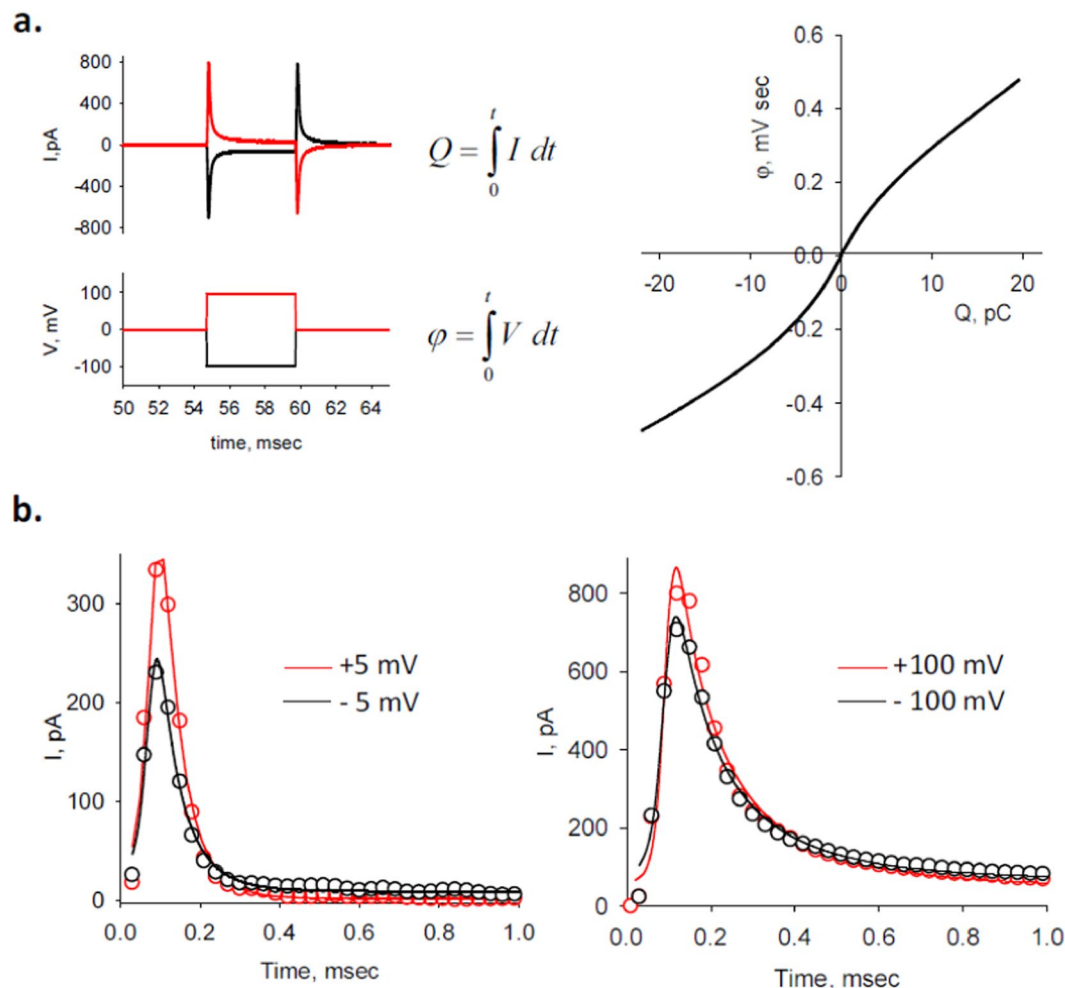 a.
800
400
0
-400
-800
I,pA
Q = ∫ I dt
t
0
100
0
-100
V, mV
50 52 54 56 58 60 62 64
time, msec
φ = ∫ V dt
t
0
0.6
0.4
0.2
0.0
-0.2
-0.4
-0.6
φ, mV sec
-20 -10 0 10 20
Q, pC
b.
300
200
100
0
I, pA
+5 mV
- 5 mV
0.0 0.2 0.4 0.6 0.8 1.0
Time, msec
800
600
400
200
0
I, pA
+100 mV
- 100 mV
0.0 0.2 0.4 0.6 0.8 1.0
Time, msec